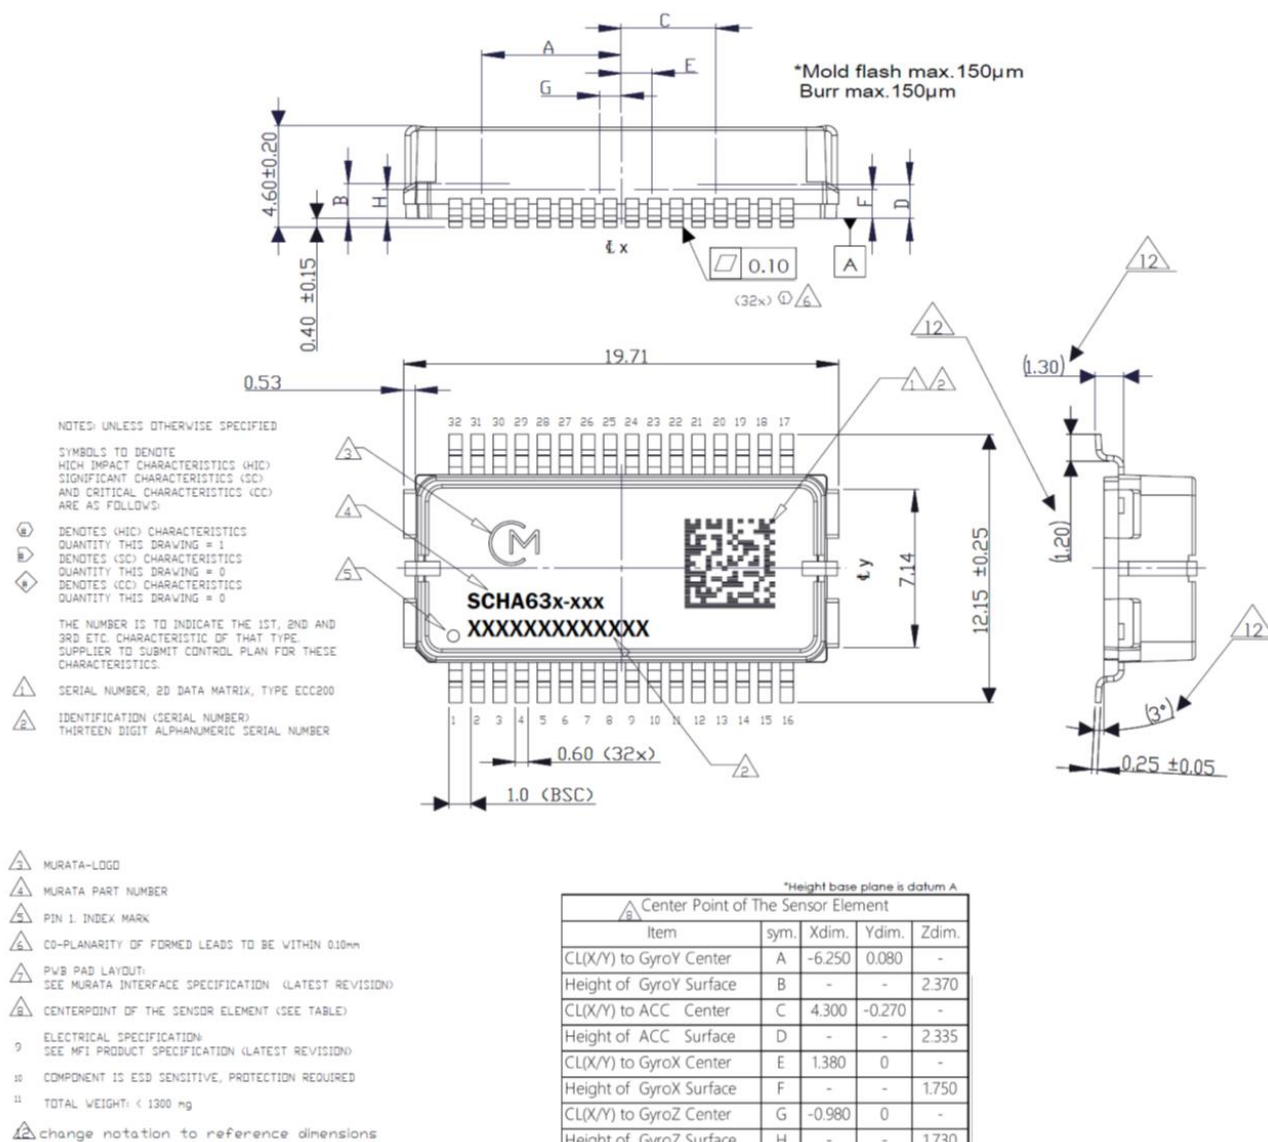 C
A
E
G
*Mold flash max.150µm
Burr max.150µm
4.60±0.20
B
H
F
D
℄ x
0.10
A
(32x) 1 6
0.40 ±0.15
12
12
19.71
(1.30)
0.53
1 2
32 31 30 29 28 27 26 25 24 23 22 21 20 19 18 17
3
4
5
M
SCHA63x-xxx
XXXXXXXXXXXXX
℄ y
7.14
12.15 ±0.25
(1.20)
12
(3°)
0.25 ±0.05
1 2 3 4 5 6 7 8 9 10 11 12 13 14 15 16
0.60 (32x)
2
1.0 (BSC)
NOTES: UNLESS OTHERWISE SPECIFIED
SYMBOLS TO DENOTE
HIGH IMPACT CHARACTERISTICS (HIC)
SIGNIFICANT CHARACTERISTICS (SC)
AND CRITICAL CHARACTERISTICS (CC)
ARE AS FOLLOWS:
# DENOTES (HIC) CHARACTERISTICS
QUANTITY THIS DRAWING = 1
# DENOTES (SC) CHARACTERISTICS
QUANTITY THIS DRAWING = 0
# DENOTES (CC) CHARACTERISTICS
QUANTITY THIS DRAWING = 0
THE NUMBER IS TO INDICATE THE 1ST, 2ND AND
3RD ETC. CHARACTERISTIC OF THAT TYPE.
SUPPLIER TO SUBMIT CONTROL PLAN FOR THESE
CHARACTERISTICS.
1 SERIAL NUMBER, 2D DATA MATRIX, TYPE ECC200
2 IDENTIFICATION (SERIAL NUMBER)
THIRTEEN DIGIT ALPHANUMERIC SERIAL NUMBER
3 MURATA-LOGO
4 MURATA PART NUMBER
5 PIN 1. INDEX MARK
6 CO-PLANARITY OF FORMED LEADS TO BE WITHIN 0.10mm
7 PWB PAD LAYOUT:
SEE MURATA INTERFACE SPECIFICATION (LATEST REVISION)
8 CENTERPOINT OF THE SENSOR ELEMENT (SEE TABLE)
9 ELECTRICAL SPECIFICATION:
SEE MFI PRODUCT SPECIFICATION (LATEST REVISION)
10 COMPONENT IS ESD SENSITIVE, PROTECTION REQUIRED
11 TOTAL WEIGHT: < 1300 mg
12 change notation to reference dimensions
*Height base plane is datum A
8 Center Point of The Sensor Element
Item sym. Xdim. Ydim. Zdim.
CL(X/Y) to GyroY Center A -6.250 0.080 -
Height of GyroY Surface B - - 2.370
CL(X/Y) to ACC Center C 4.300 -0.270 -
Height of ACC Surface D - - 2.335
CL(X/Y) to GyroX Center E 1.380 0 -
Height of GyroX Surface F - - 1.750
CL(X/Y) to GyroZ Center G -0.980 0 -
Height of GyroZ Surface H - - 1.730